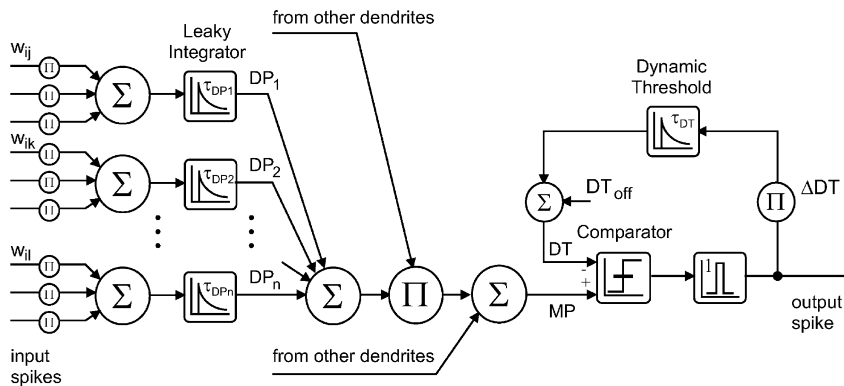 from other dendrites
Leaky
Integrator
w_ij
Π
Π
Π
Σ
τ_DP1
DP_1
Dynamic
Threshold
τ_DT
w_ik
Π
Π
Π
Σ
τ_DP2
DP_2
Σ
DT_off
Π
ΔDT
DT
Comparator
w_il
Π
Π
Π
Σ
τ_DPn
DP_n
Σ
Π
Σ
-
+
MP
1
output
spike
input
spikes
from other dendrites